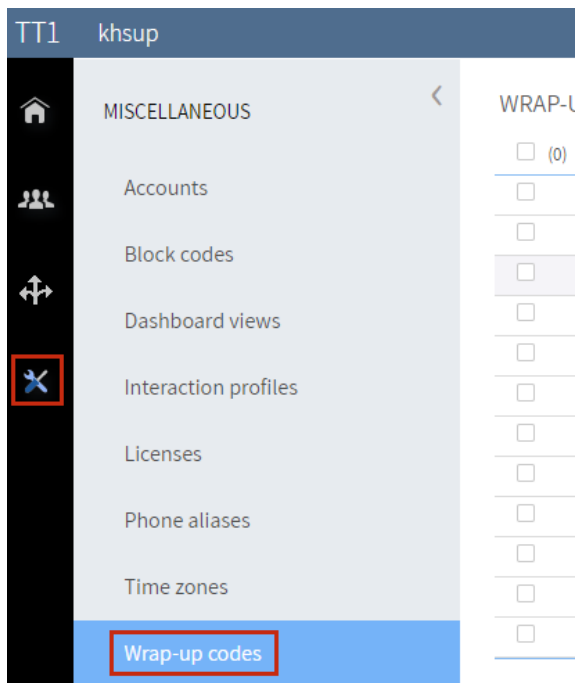 TT1 khsup
MISCELLANEOUS
Accounts
Block codes
Dashboard views
Interaction profiles
Licenses
Phone aliases
Time zones
Wrap-up codes
WRAP-U
(0)